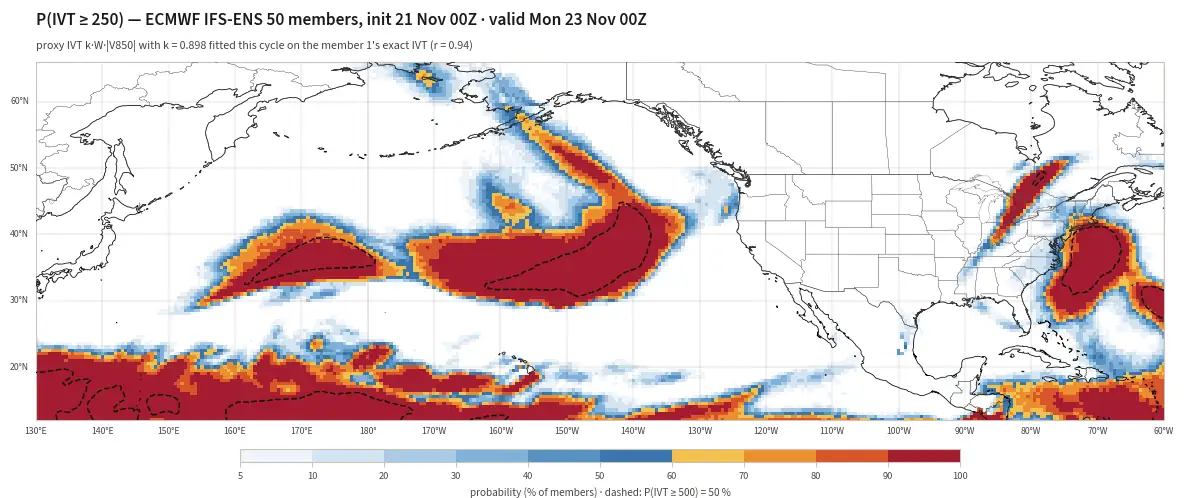 P(IVT ≥ 250) — ECMWF IFS-ENS 50 members, init 21 Nov 00Z · valid Mon 23 Nov 00Z
proxy IVT k·W·|V850| with k = 0.898 fitted this cycle on the member 1's exact IVT (r = 0.94)
60°N
50°N
40°N
30°N
20°N
130°E 140°E 150°E 160°E 170°E 180° 170°W 160°W 150°W 140°W 130°W 120°W 110°W 100°W 90°W 80°W 70°W 60°W
5 10 20 30 40 50 60 70 80 90 100
probability (% of members) · dashed: P(IVT ≥ 500) = 50 %